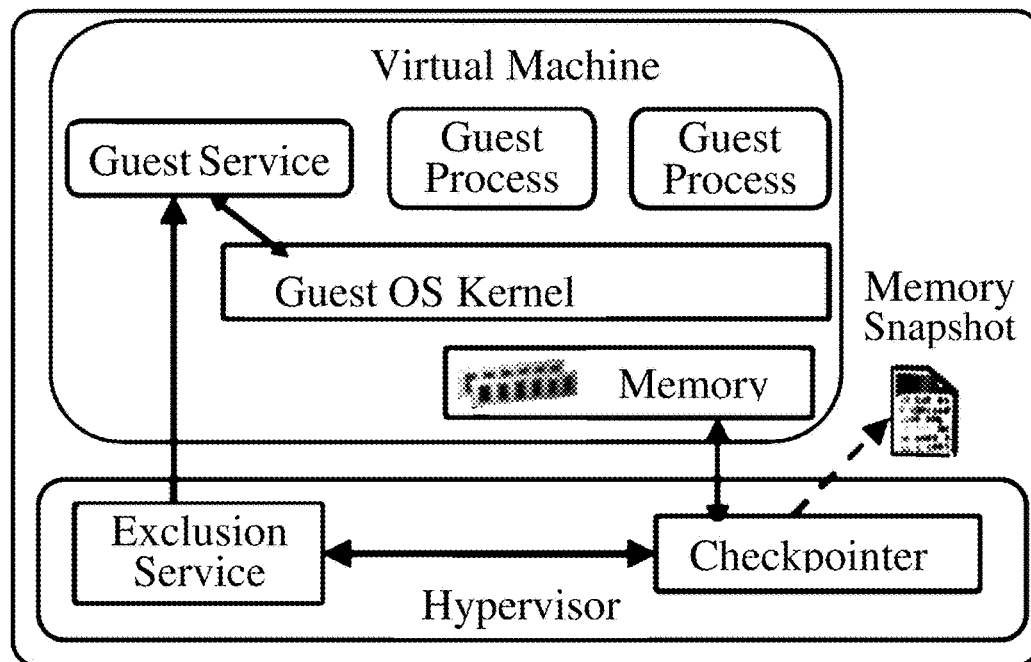 Virtual Machine
Guest Service
Guest
Process
Guest
Process
Guest OS Kernel
Memory
Snapshot
Memory
Exclusion
Service
Checkpointer
Hypervisor